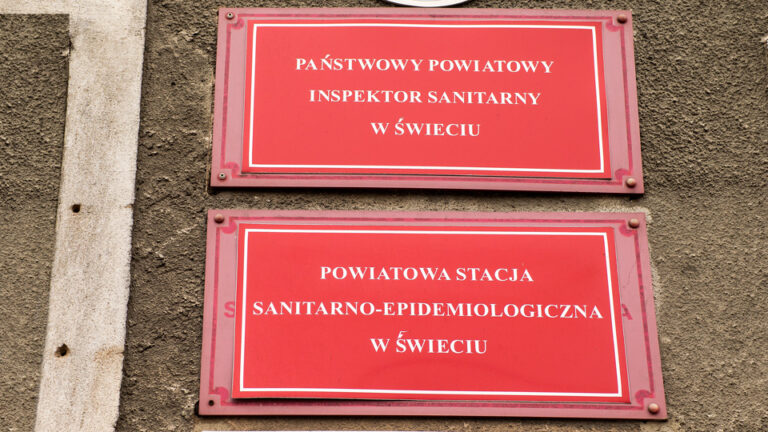 PAŃSTWOWY POWIATOWY
INSPEKTOR SANITARNY
W ŚWIECIU
POWIATOWA STACJA
SANITARNO-EPIDEMIOLOGICZNA
W ŚWIECIU